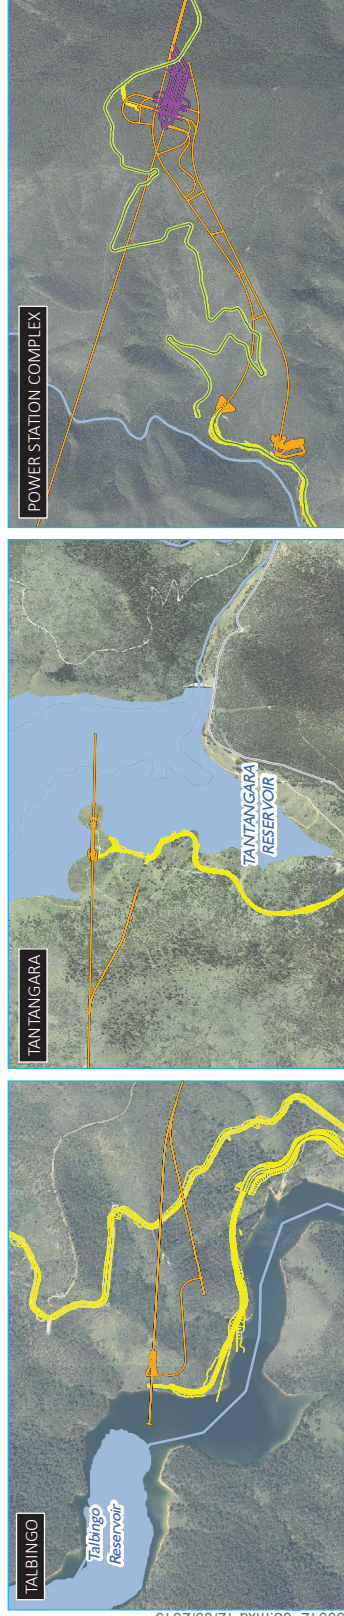 POWER STATION COMPLEX
TANTANGARA
TANTANGARA
RESERVOIR
TALBINGO
Talbingo
Reservoir